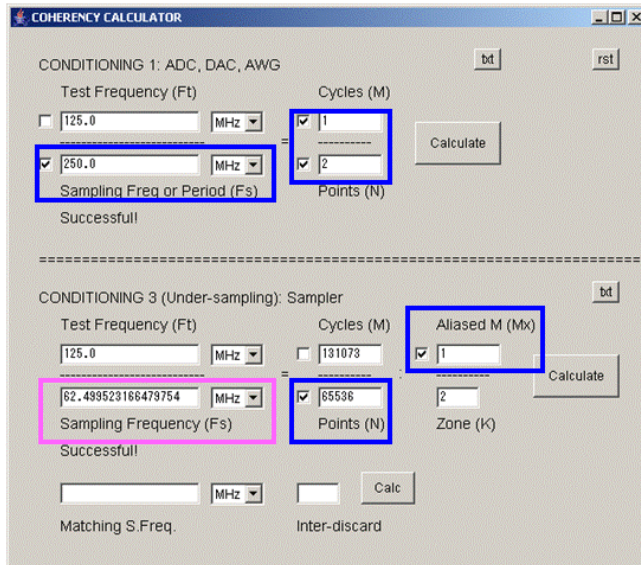 COHERENCY CALCULATOR
CONDITIONING 1: ADC, DAC, AWG
txt
rst
Test Frequency (Ft)
Cycles (M)
125.0
MHz
1
-------------------------- = ----------
Calculate
250.0
MHz
2
Sampling Freq or Period (Fs)
Points (N)
Successful!
==========================================================
CONDITIONING 3 (Under-sampling): Sampler
txt
Test Frequency (Ft)
Cycles (M)
Aliased M (Mx)
125.0
MHz
131073
1
-------------------------- = ---------- : ----------
Calculate
62.499523166479754
MHz
65536
2
Sampling Frequency (Fs)
Points (N)
Zone (K)
Successful!
MHz
Calc
Matching S.Freq.
Inter-discard